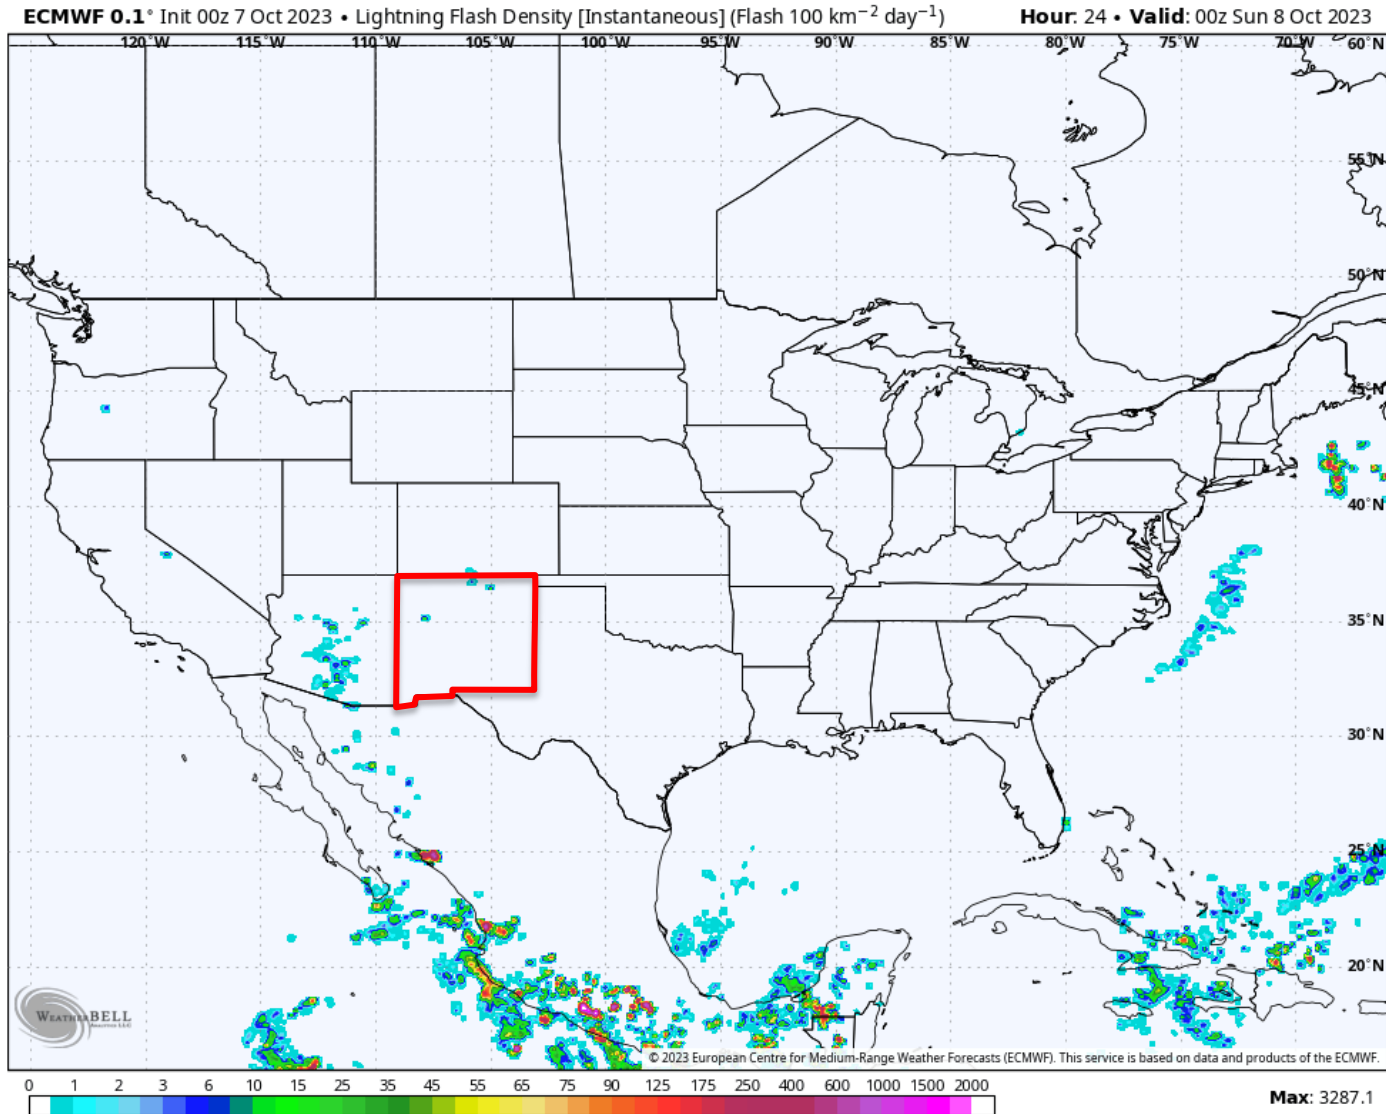 ECMWF 0.1° Init 00z 7 Oct 2023 • Lightning Flash Density [Instantaneous] (Flash 100 km⁻² day⁻¹) Hour: 24 • Valid: 00z Sun 8 Oct 2023
120°W 115°W 110°W 105°W 100°W 95°W 90°W 85°W 80°W 75°W 70°W 60°N
55°N
50°N
45°N
40°N
35°N
30°N
25°N
20°N
WEATHERBELL
ANALYTICS LLC
© 2023 European Centre for Medium-Range Weather Forecasts (ECMWF). This service is based on data and products of the ECMWF.
0 1 2 3 6 10 15 25 35 45 55 65 75 90 125 175 250 400 600 1000 1500 2000
Max: 3287.1